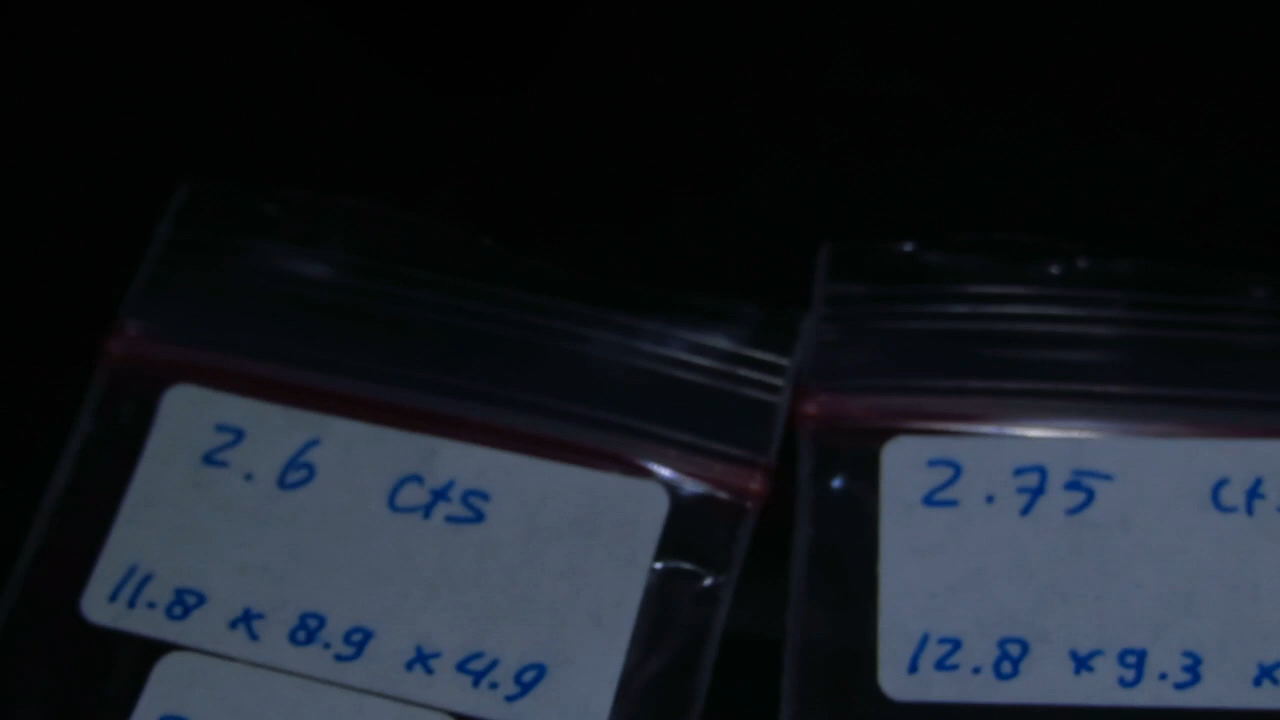 2.6 cts
11.8 x 8.9 x 4.9
2.75 ct
12.8 x 9.3 x